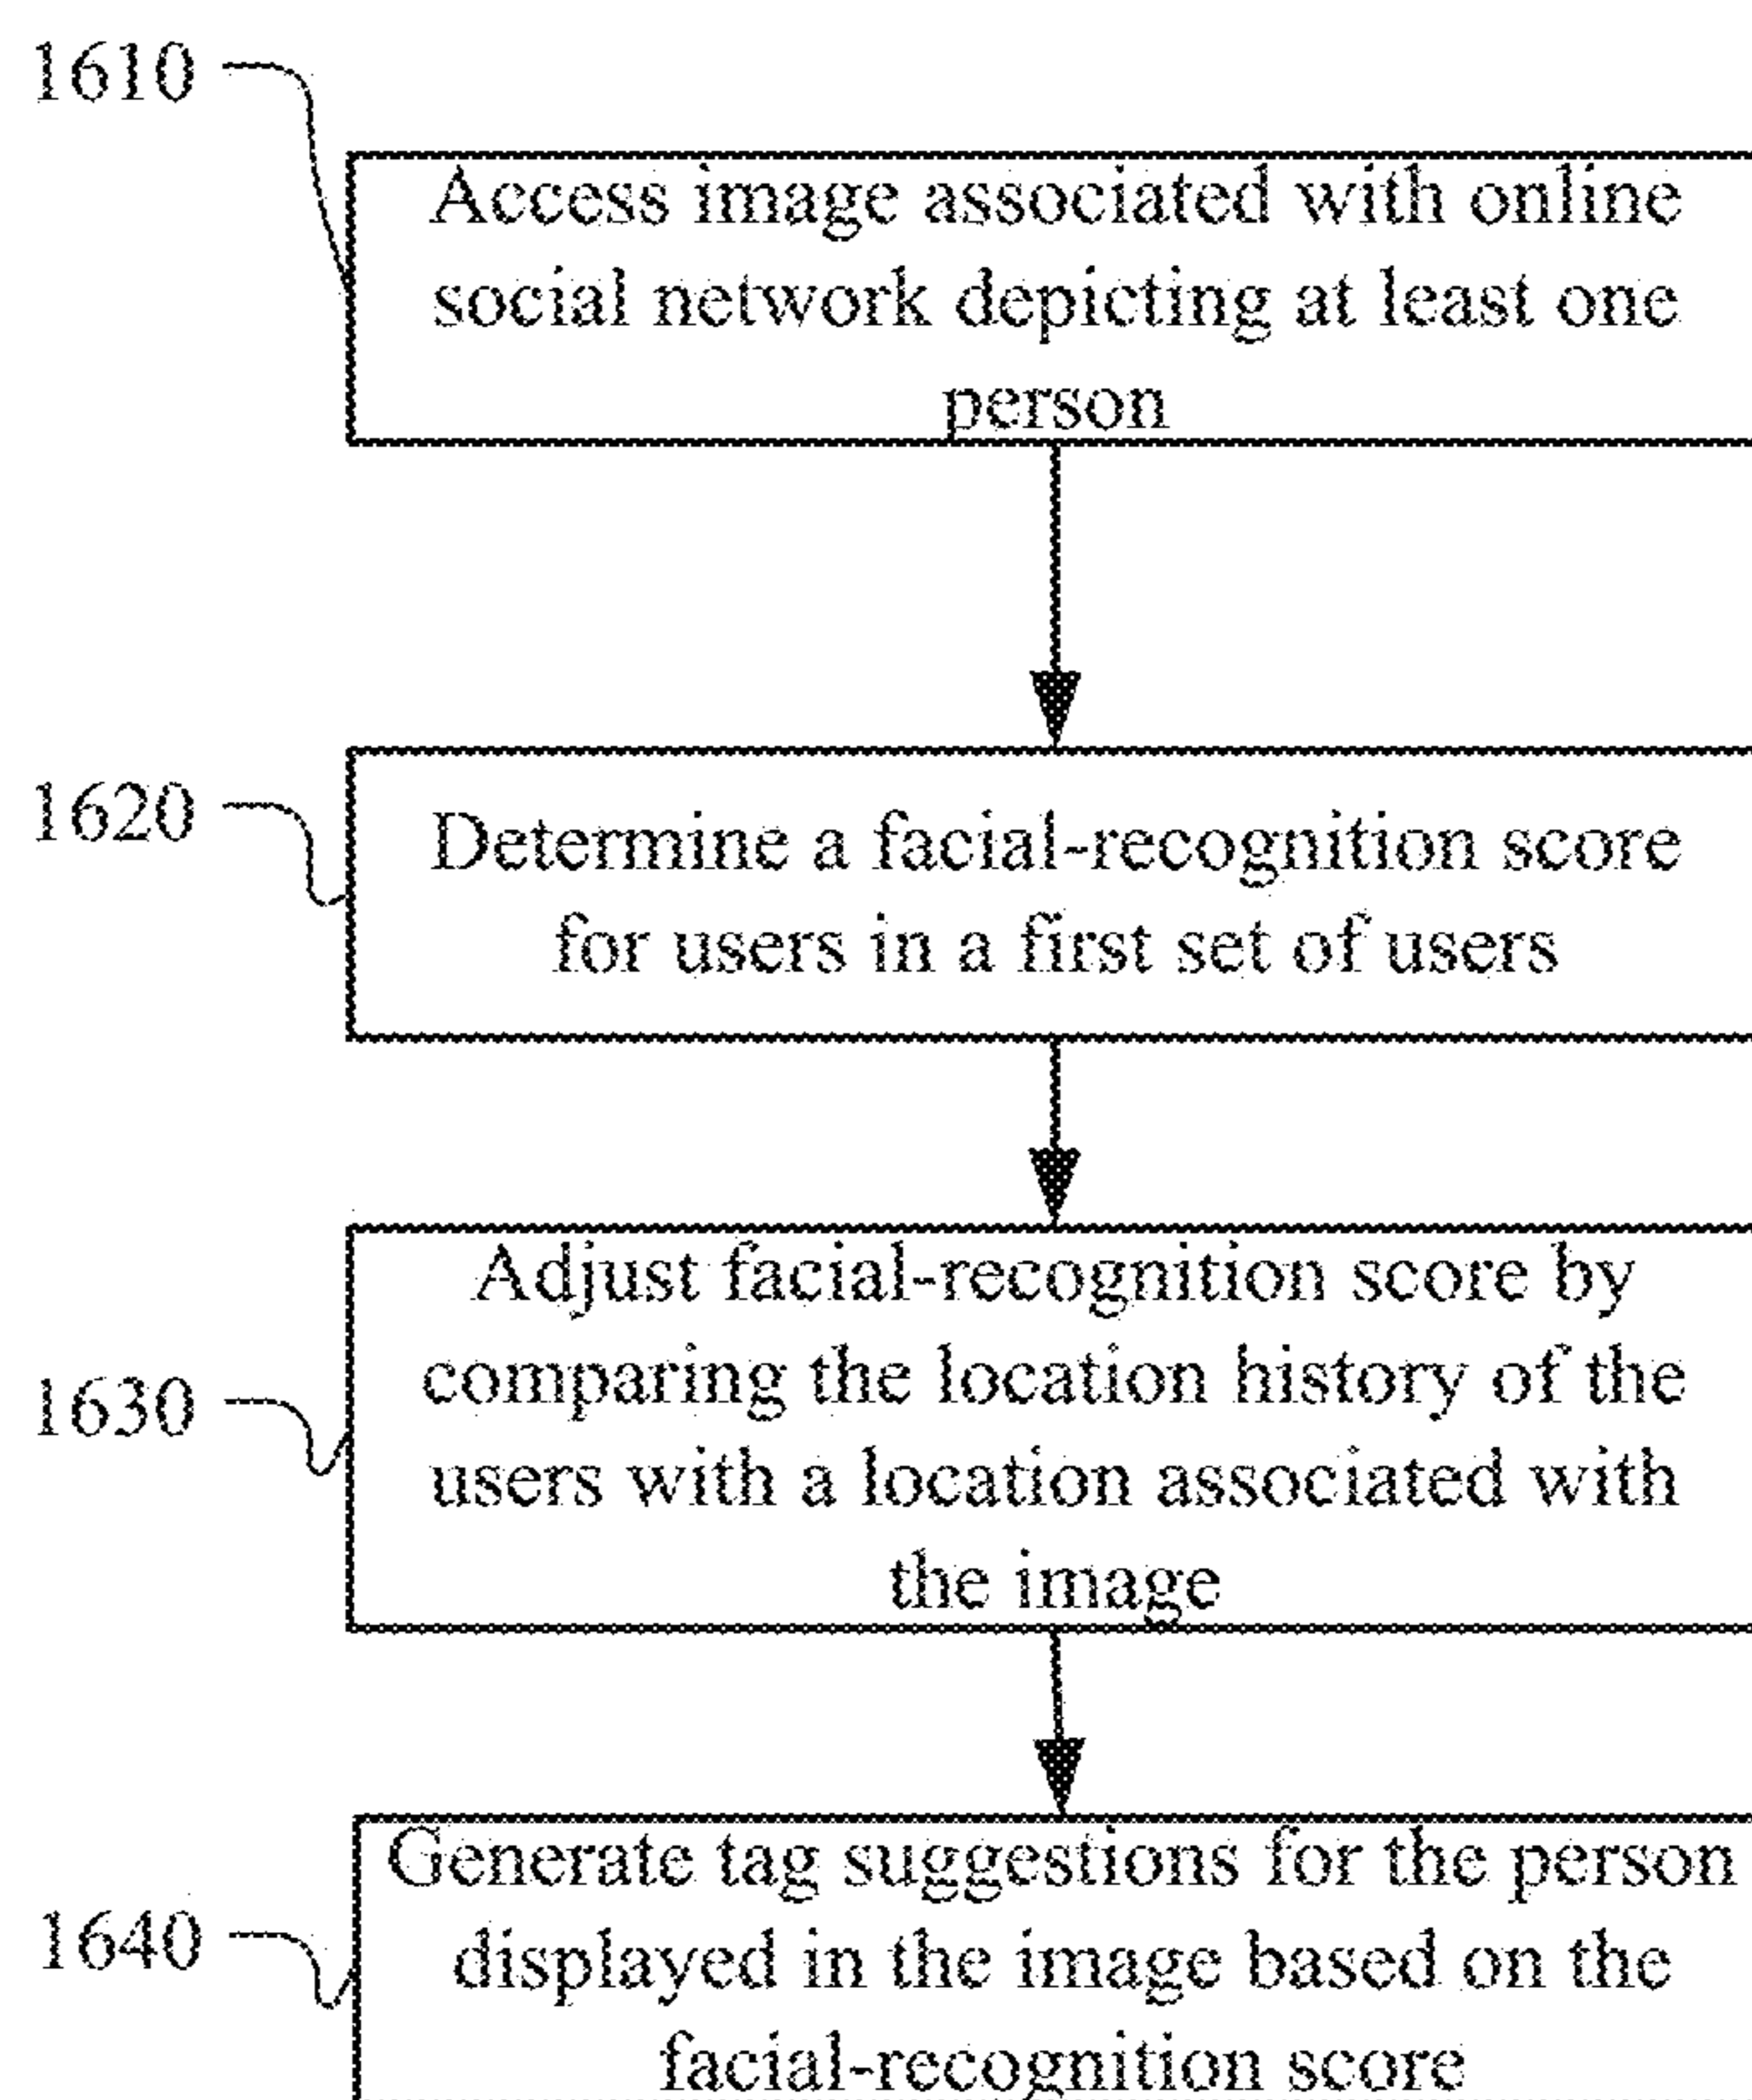 1610
Access image associated with online
social network depicting at least one
person
1620
Determine a facial-recognition score
for users in a first set of users
1630
Adjust facial-recognition score by
comparing the location history of the
users with a location associated with
the image
1640
Generate tag suggestions for the person
displayed in the image based on the
facial-recognition score